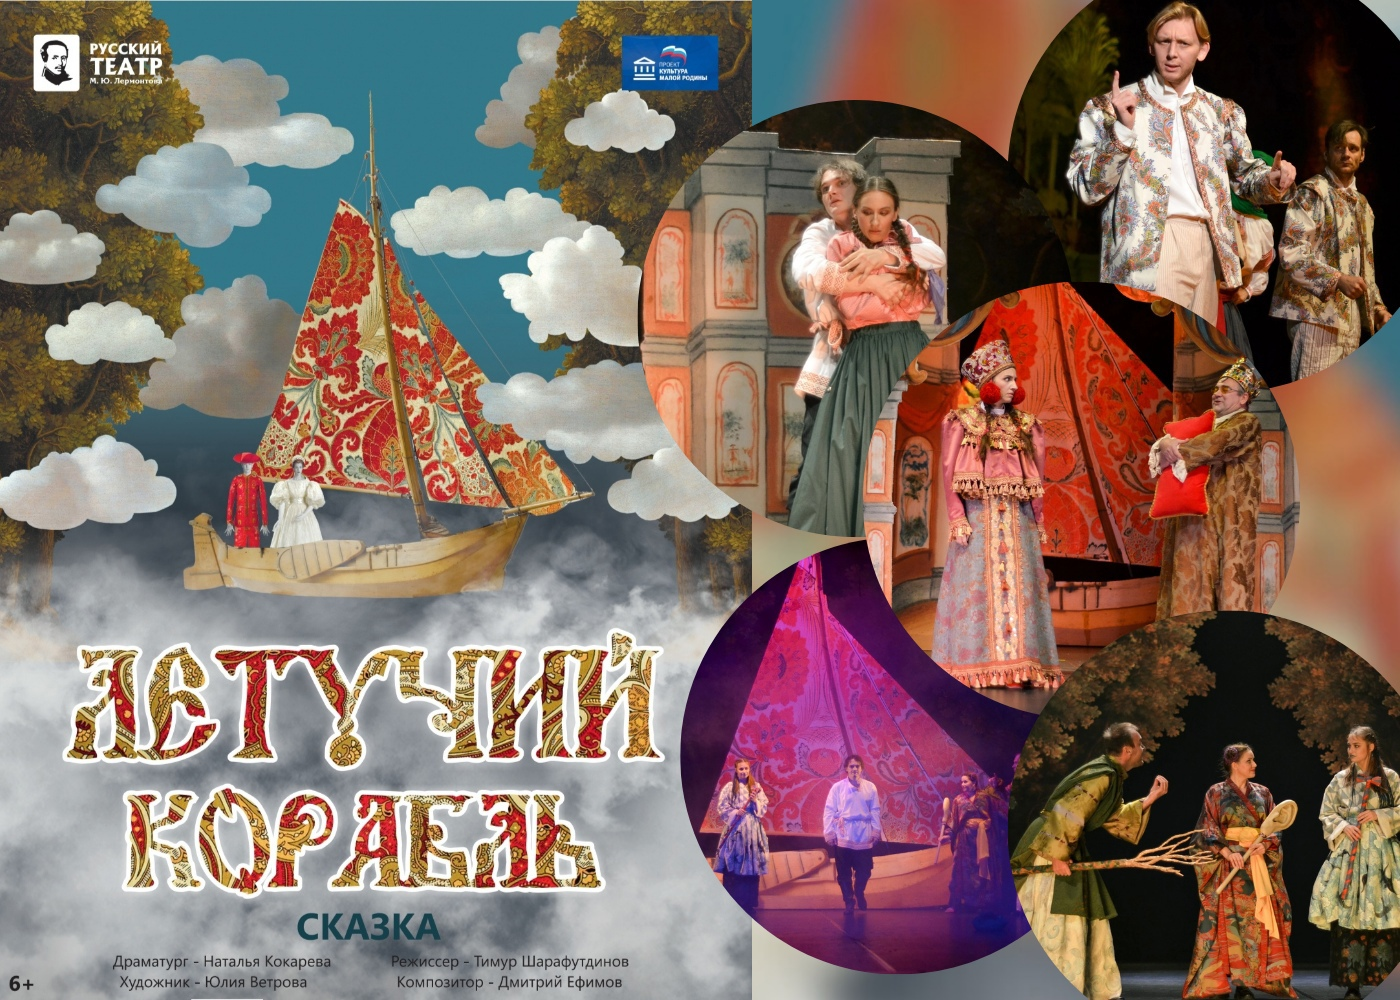 РУССКИЙ
ТЕАТР
М. Ю. Лермонтова
ПРОЕКТ
КУЛЬТУРА
МАЛОЙ РОДИНЫ
ЛЕТУЧИЙ
КОРАБЛЬ
СКАЗКА
Драматург - Наталья Кокарева
Режиссер - Тимур Шарафутдинов
Художник - Юлия Ветрова
Композитор - Дмитрий Ефимов
6+